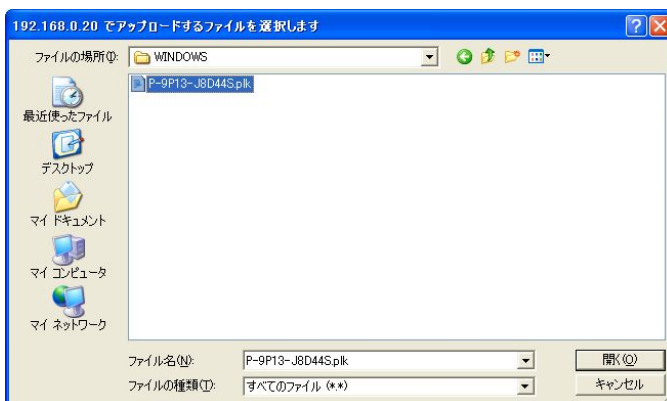 192.168.0.20 でアップロードするファイルを選択します
ファイルの場所(I):
WINDOWS
P-9P13-J8D44S.plk
最近使ったファイル
デスクトップ
マイ ドキュメント
マイ コンピュータ
マイ ネットワーク
ファイル名(N):
P-9P13-J8D44S.plk
開く(O)
ファイルの種類(T):
すべてのファイル (*.*)
キャンセル